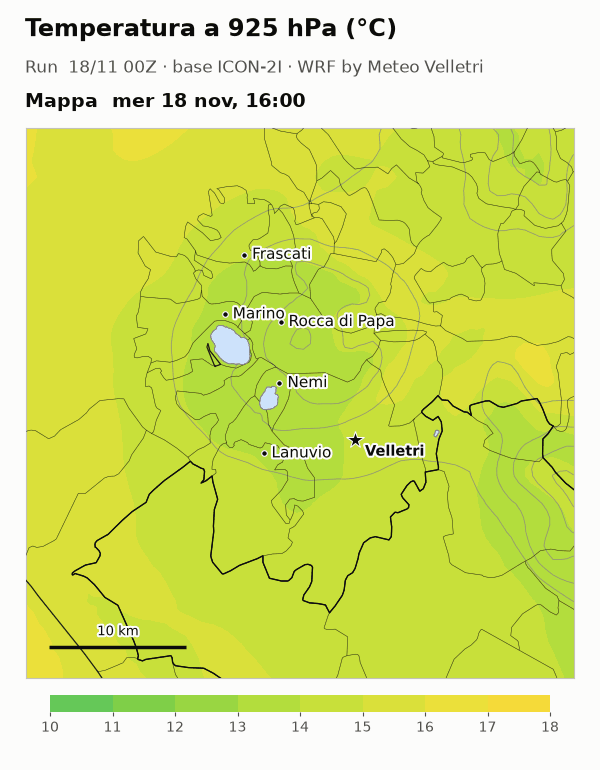 Temperatura a 925 hPa (°C)
Run  18/11 00Z · base ICON-2I · WRF by Meteo Velletri
Mappa  mer 18 nov, 16:00
Frascati
Marino
Rocca di Papa
Nemi
Velletri
Lanuvio
10 km
10 11 12 13 14 15 16 17 18